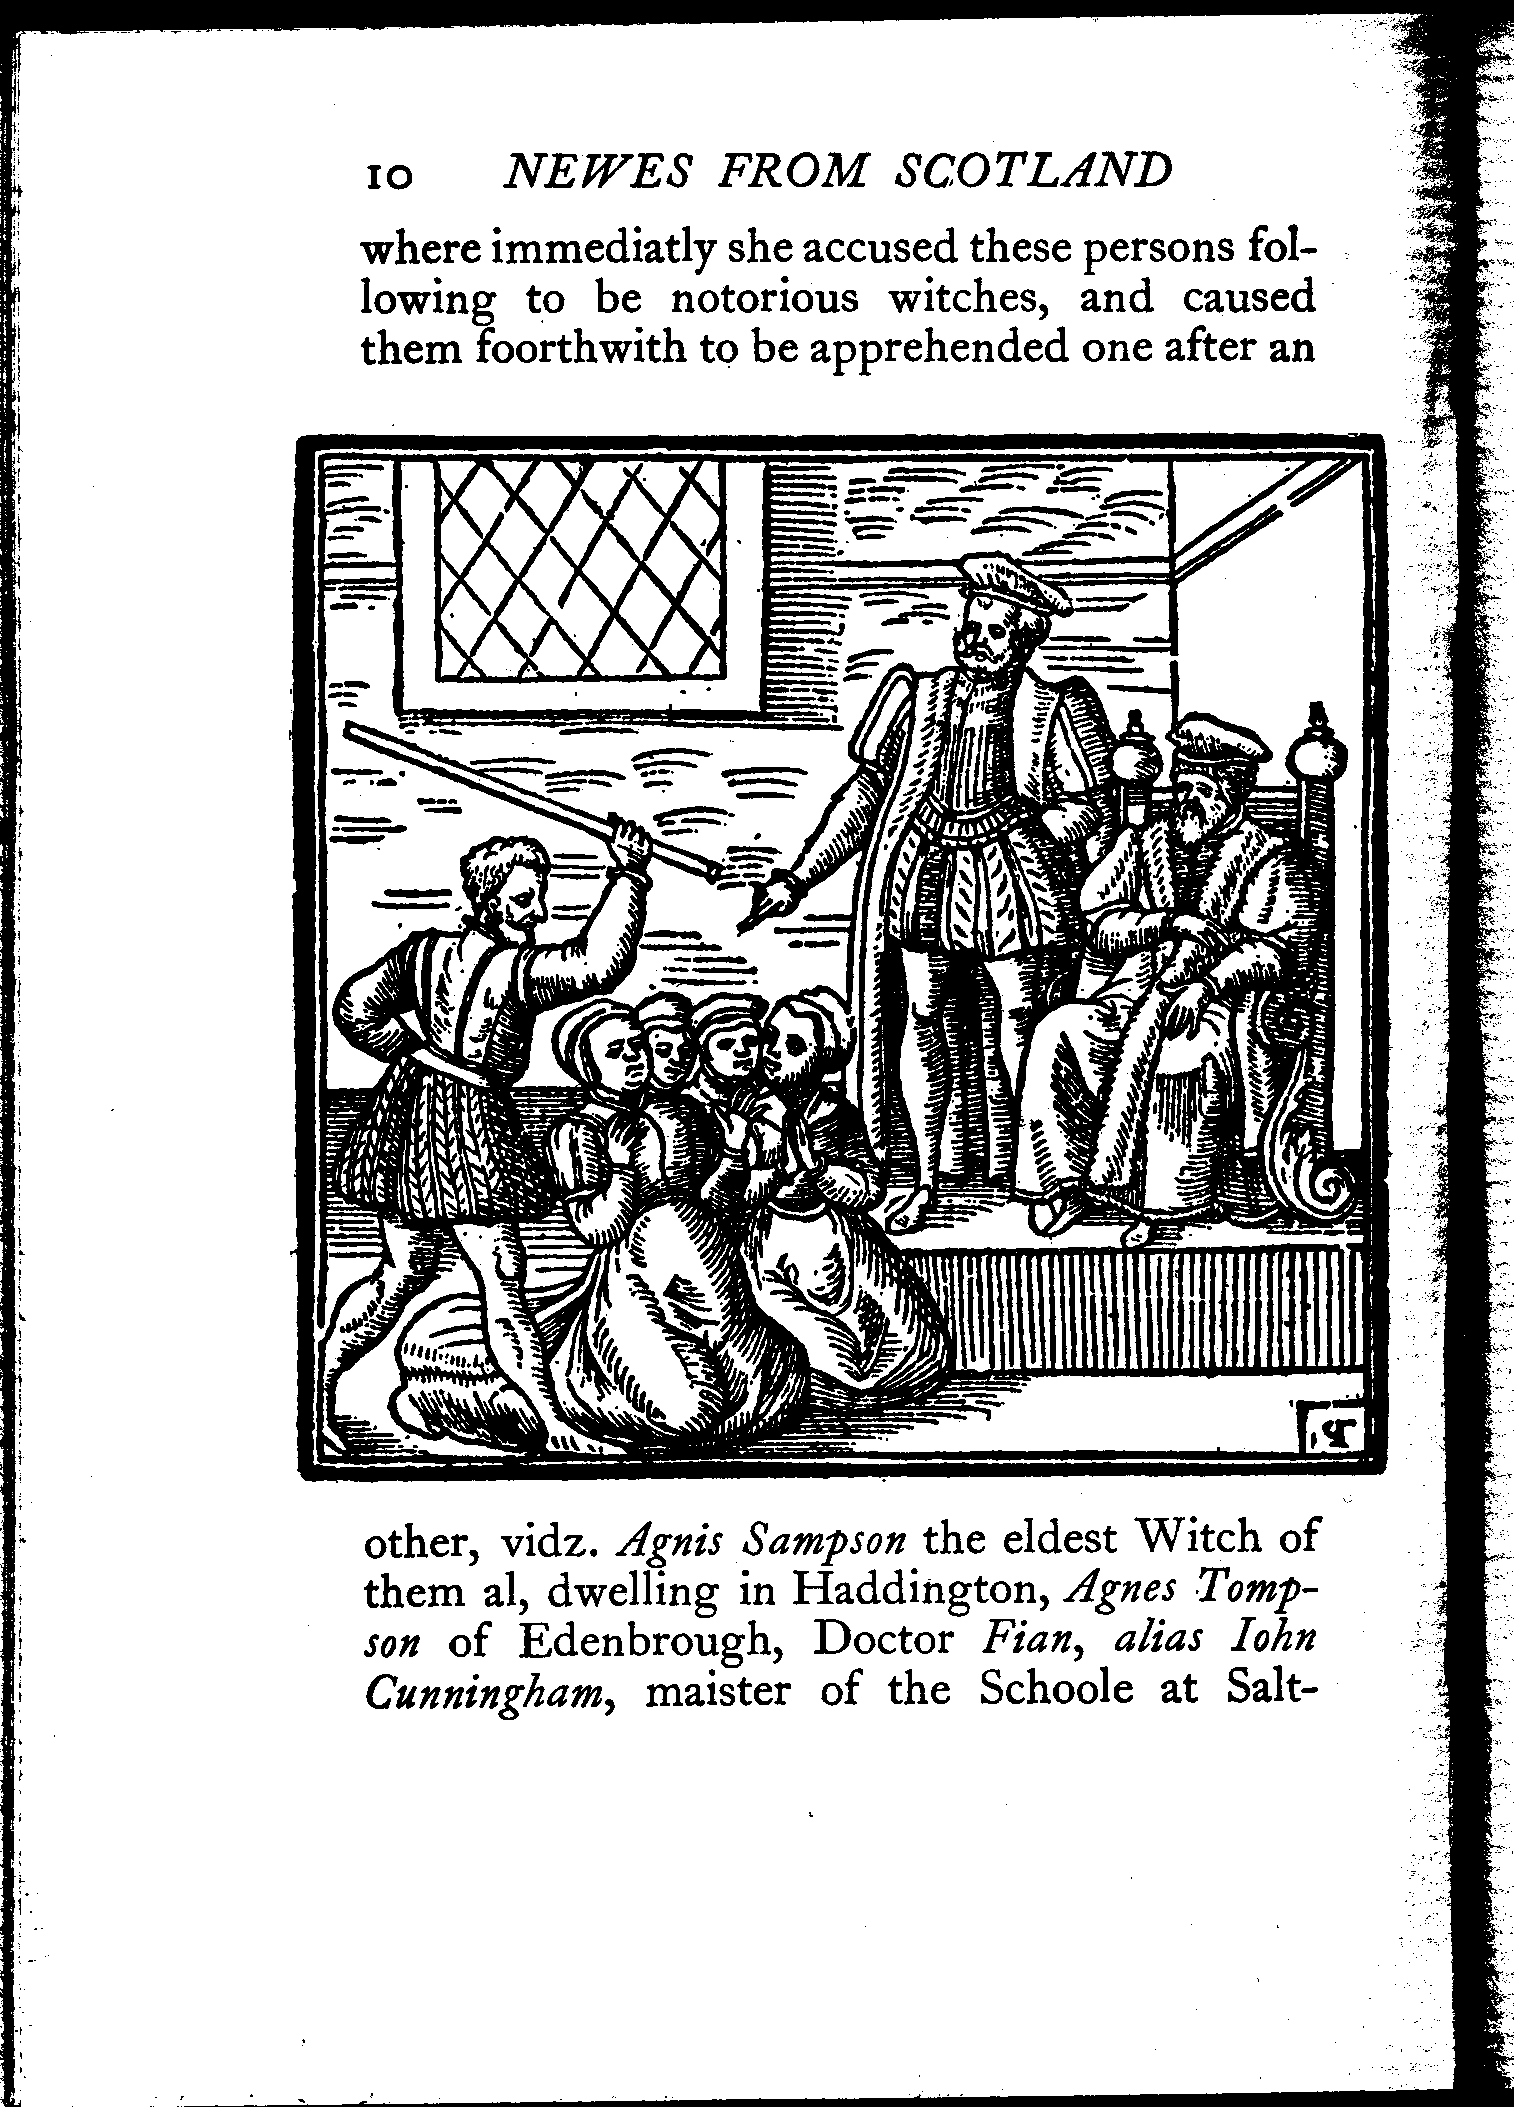 10 NEWES FROM SCOTLAND
where immediatly she accused these persons fol-
lowing to be notorious witches, and caused
them foorthwith to be apprehended one after an
other, vidz. Agnis Sampson the eldest Witch of
them al, dwelling in Haddington, Agnes Tomp-
son of Edenbrough, Doctor Fian, alias Iohn
Cunningham, maister of the Schoole at Salt-